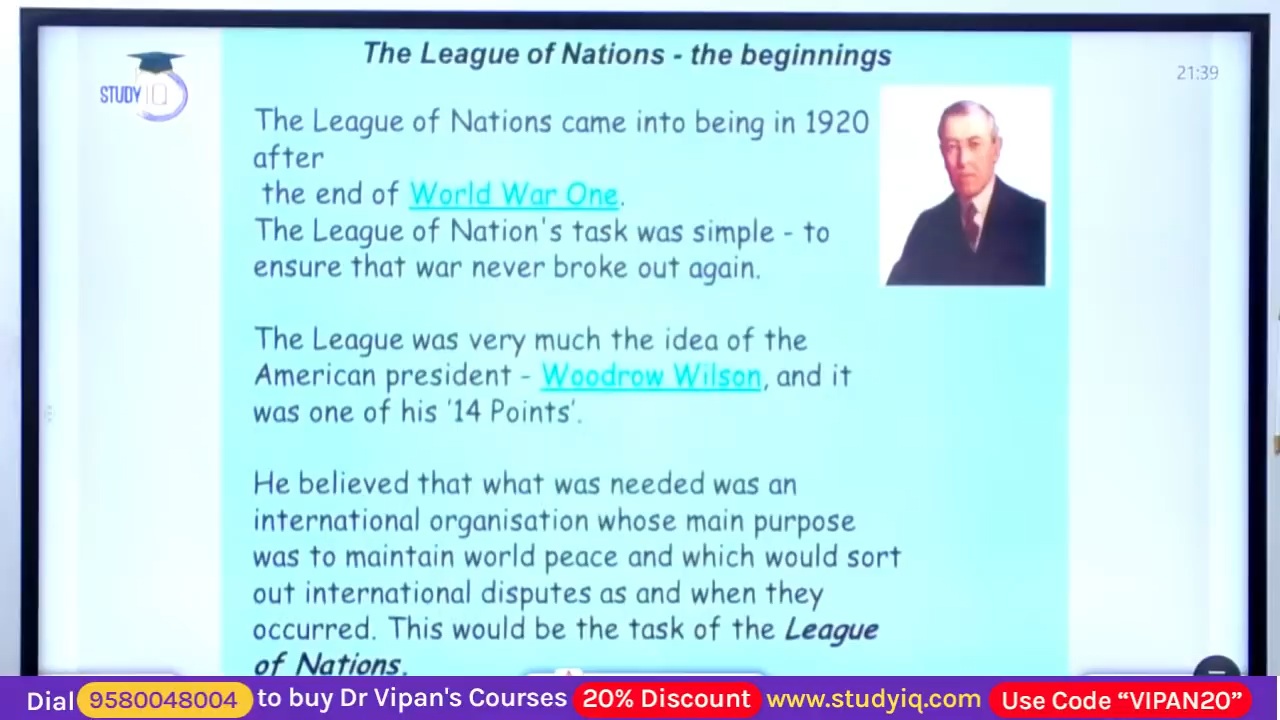 The League of Nations - the beginnings
STUDY IQ
21:39
The League of Nations came into being in 1920
after
the end of World War One.
The League of Nation's task was simple - to
ensure that war never broke out again.
The League was very much the idea of the
American president - Woodrow Wilson, and it
was one of his '14 Points'.
He believed that what was needed was an
international organisation whose main purpose
was to maintain world peace and which would sort
out international disputes as and when they
occurred. This would be the task of the League
of Nations.
Dial 9580048004 to buy Dr Vipan's Courses 20% Discount www.studyiq.com Use Code “VIPAN20”